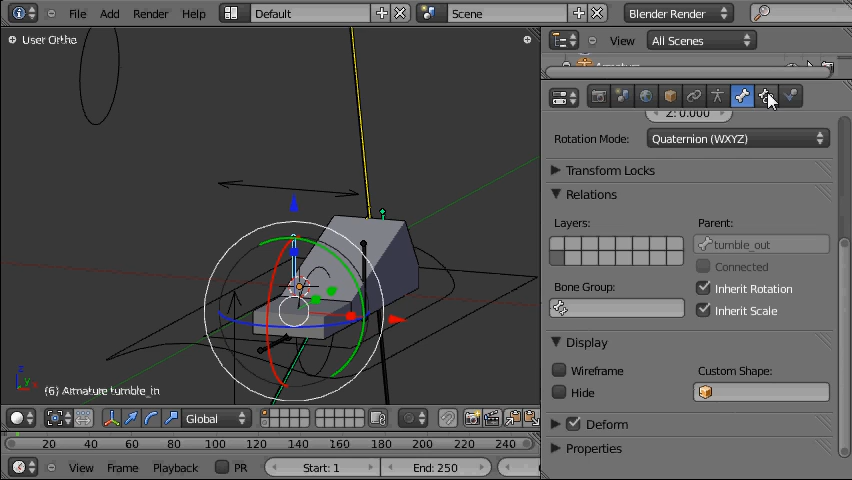 File Add Render Help Default Scene Blender Render
User Ortho
View All Scenes
Armature
Z: 0.000
Rotation Mode: Quaternion (WXYZ)
Transform Locks
Relations
Layers: Parent:
tumble_out
Connected
Bone Group: Inherit Rotation
Inherit Scale
Display
Wireframe Custom Shape:
Hide
Deform
Properties
(6) Armature tumble_in
Global
20 40 60 80 100 120 140 160 180 200 220 240
View Frame Playback PR Start: 1 End: 250